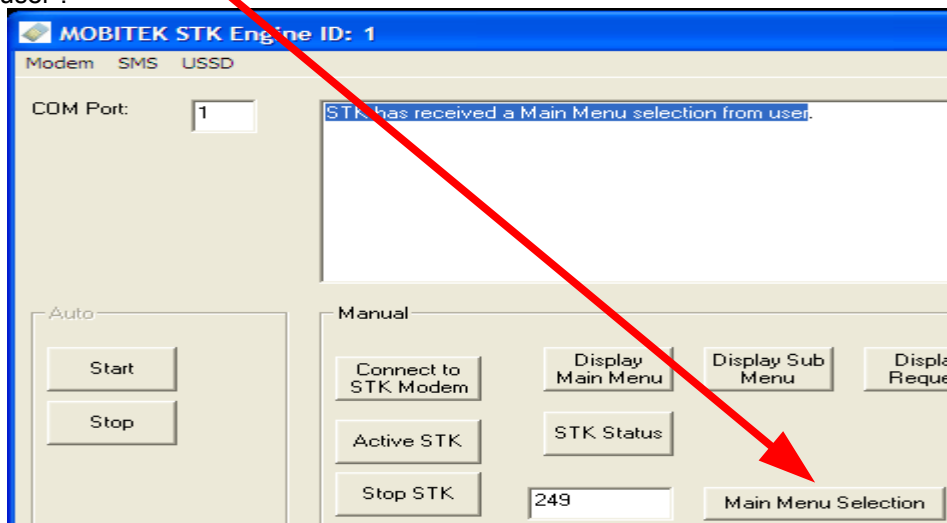 user".
MOBITEK STK Engine ID: 1
Modem SMS USSD
COM Port: 1
STK has received a Main Menu selection from user.
Auto
Manual
Start
Connect to
STK Modem
Display
Main Menu
Display Sub
Menu
Displa
Reque
Stop
Active STK
STK Status
Stop STK
249
Main Menu Selection